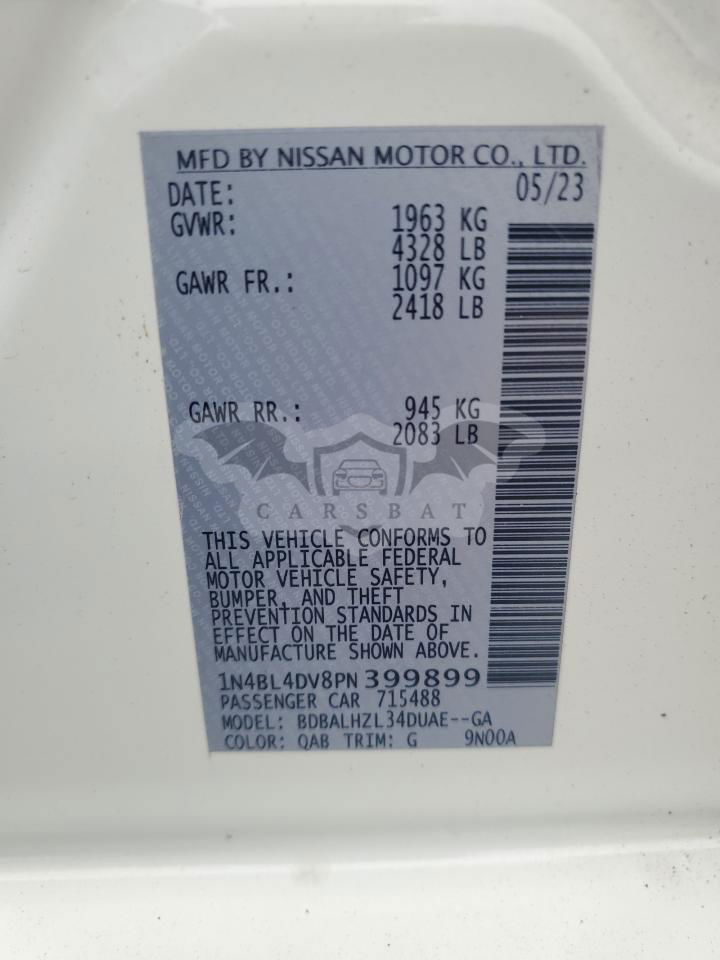 MFD BY NISSAN MOTOR CO., LTD.
DATE: 05/23
GVWR: 1963 KG
4328 LB
GAWR FR.: 1097 KG
2418 LB
GAWR RR.: 945 KG
2083 LB
CARSBAT
THIS VEHICLE CONFORMS TO
ALL APPLICABLE FEDERAL
MOTOR VEHICLE SAFETY,
BUMPER, AND THEFT
PREVENTION STANDARDS IN
EFFECT ON THE DATE OF
MANUFACTURE SHOWN ABOVE.
1N4BL4DV8PN399899
PASSENGER CAR 715488
MODEL: BDBALHZL34DUAE--GA
COLOR: QAB TRIM: G 9N00A